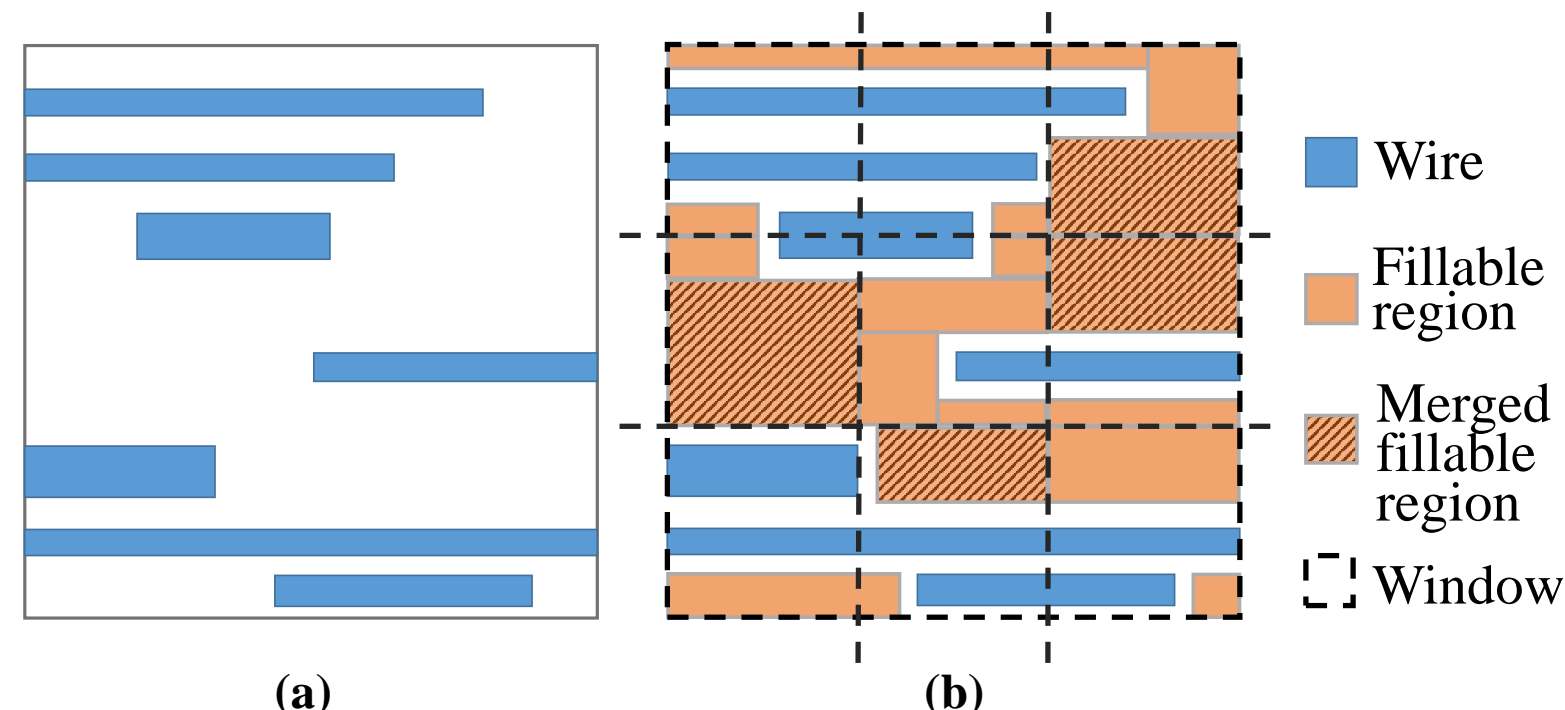 Wire
Fillable
region
Merged
fillable
region
Window
(a)
(b)